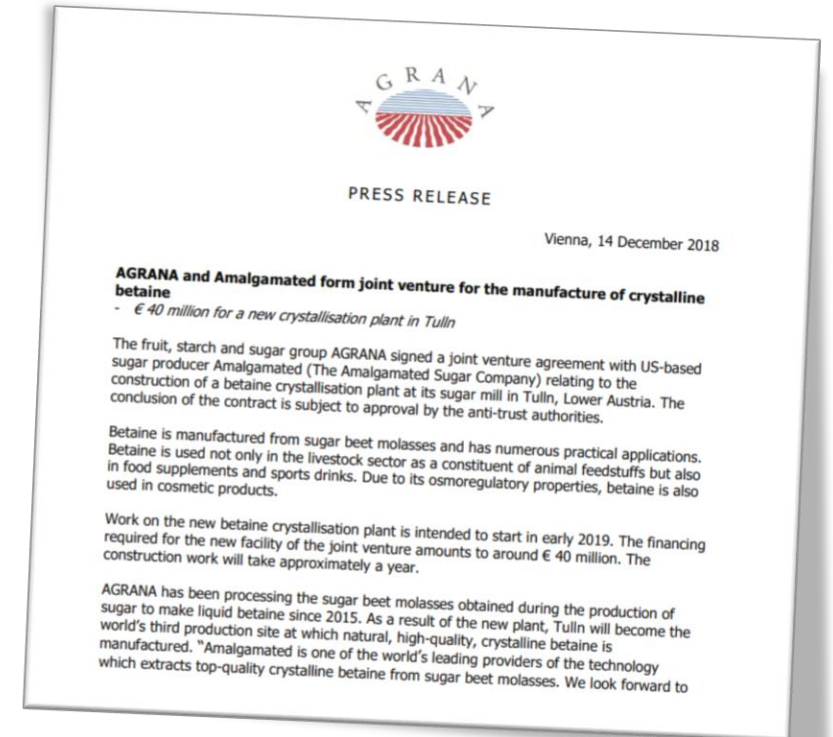 AGRANA
PRESS RELEASE
Vienna, 14 December 2018
AGRANA and Amalgamated form joint venture for the manufacture of crystalline
betaine
- € 40 million for a new crystallisation plant in Tulln
The fruit, starch and sugar group AGRANA signed a joint venture agreement with US-based
sugar producer Amalgamated (The Amalgamated Sugar Company) relating to the
construction of a betaine crystallisation plant at its sugar mill in Tulln, Lower Austria. The
conclusion of the contract is subject to approval by the anti-trust authorities.
Betaine is manufactured from sugar beet molasses and has numerous practical applications.
Betaine is used not only in the livestock sector as a constituent of animal feedstuffs but also
in food supplements and sports drinks. Due to its osmoregulatory properties, betaine is also
used in cosmetic products.
Work on the new betaine crystallisation plant is intended to start in early 2019. The financing
required for the new facility of the joint venture amounts to around € 40 million. The
construction work will take approximately a year.
AGRANA has been processing the sugar beet molasses obtained during the production of
sugar to make liquid betaine since 2015. As a result of the new plant, Tulln will become the
world's third production site at which natural, high-quality, crystalline betaine is
manufactured. "Amalgamated is one of the world's leading providers of the technology
which extracts top-quality crystalline betaine from sugar beet molasses. We look forward to